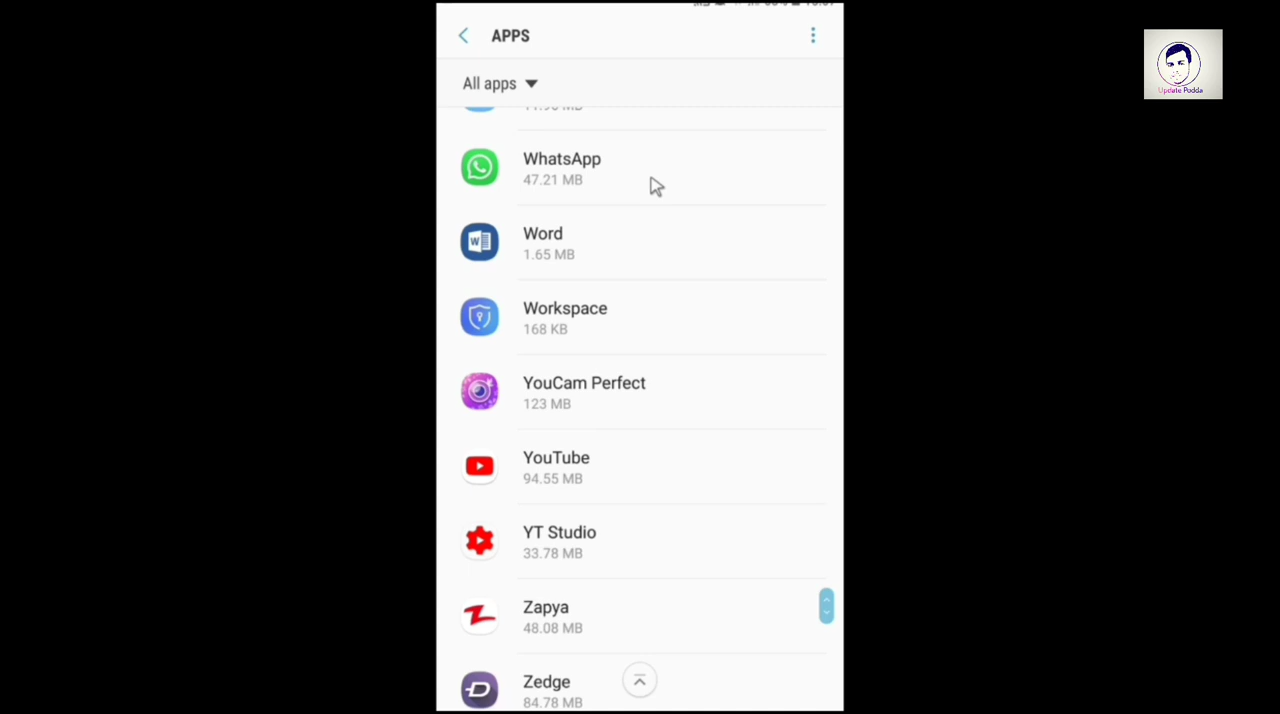 APPS
All apps
WhatsApp
47.21 MB
Word
1.65 MB
Workspace
168 KB
YouCam Perfect
123 MB
YouTube
94.55 MB
YT Studio
33.78 MB
Zapya
48.08 MB
Zedge
84.78 MB
Update Podda